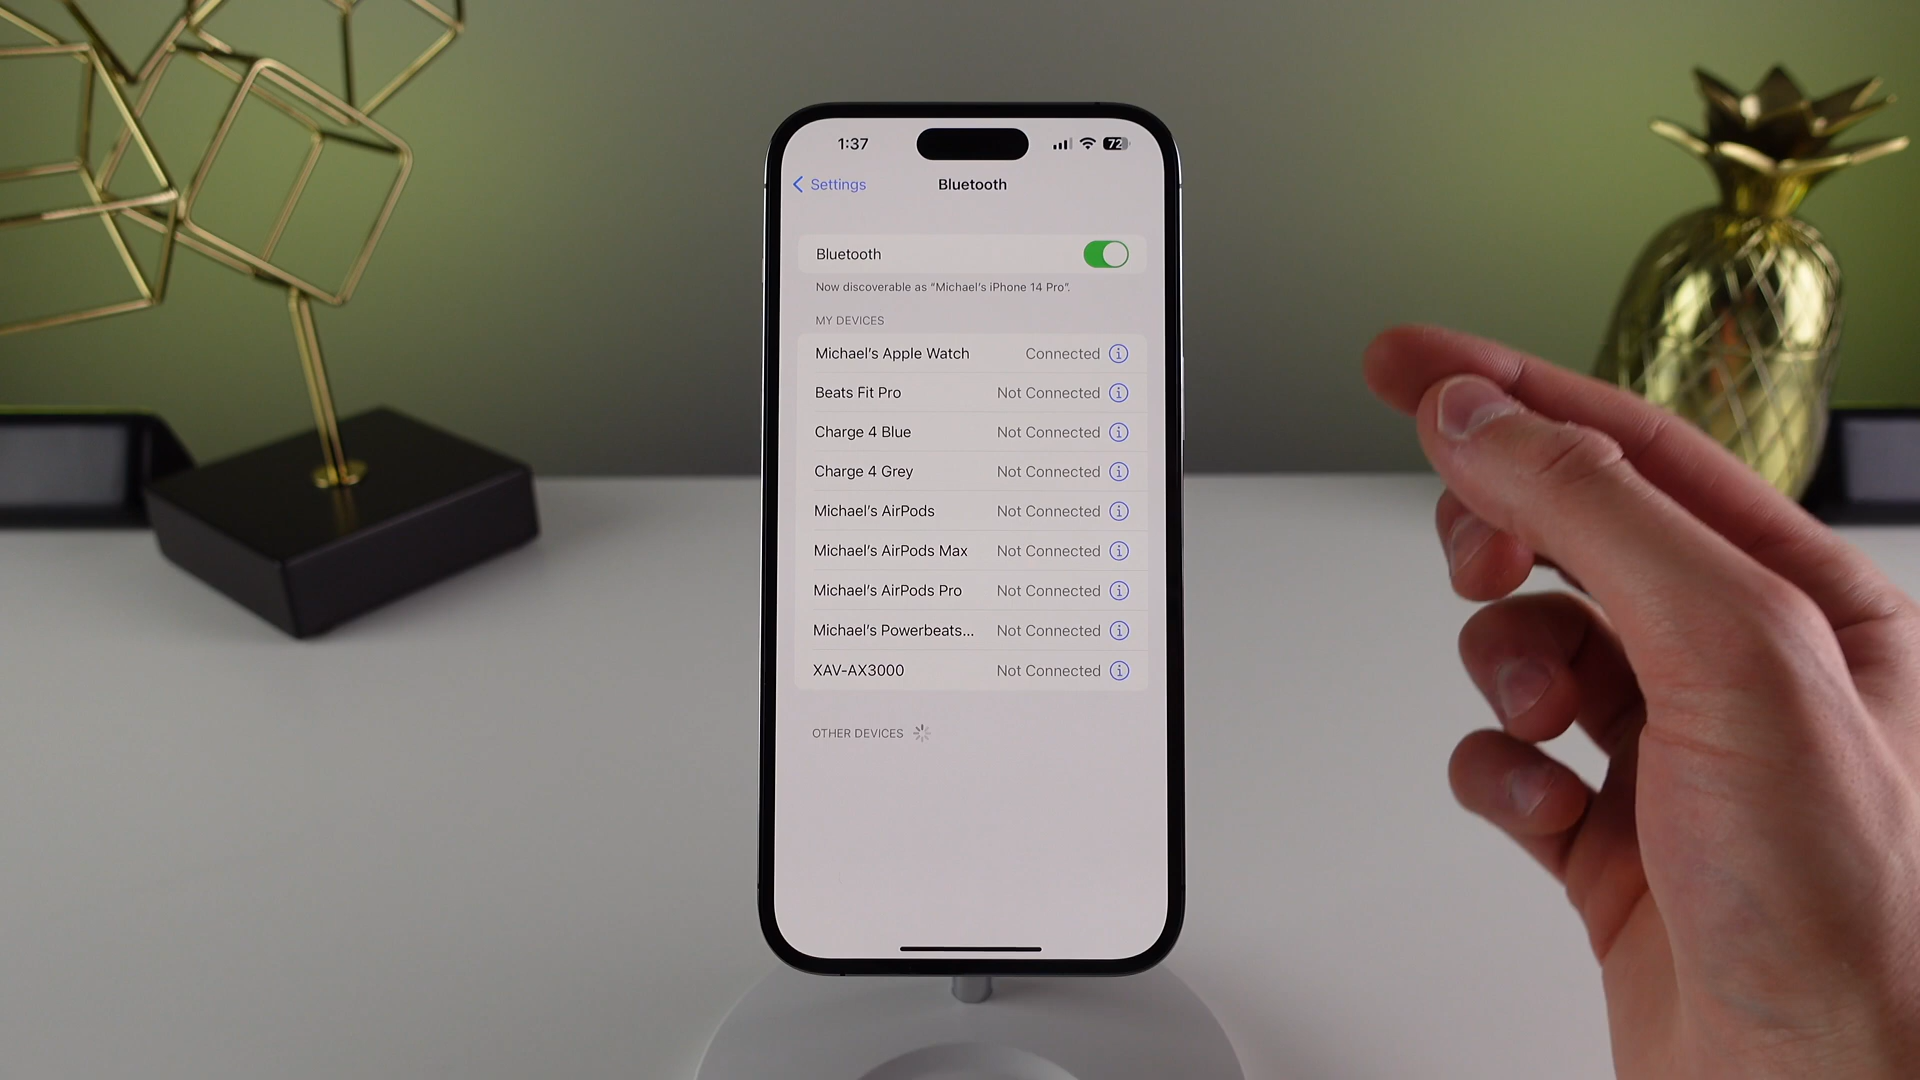 1:37
72
Settings
Bluetooth
Bluetooth
Now discoverable as “Michael’s iPhone 14 Pro”.
MY DEVICES
Michael’s Apple Watch Connected
Beats Fit Pro Not Connected
Charge 4 Blue Not Connected
Charge 4 Grey Not Connected
Michael’s AirPods Not Connected
Michael’s AirPods Max Not Connected
Michael’s AirPods Pro Not Connected
Michael’s Powerbeats... Not Connected
XAV-AX3000 Not Connected
OTHER DEVICES